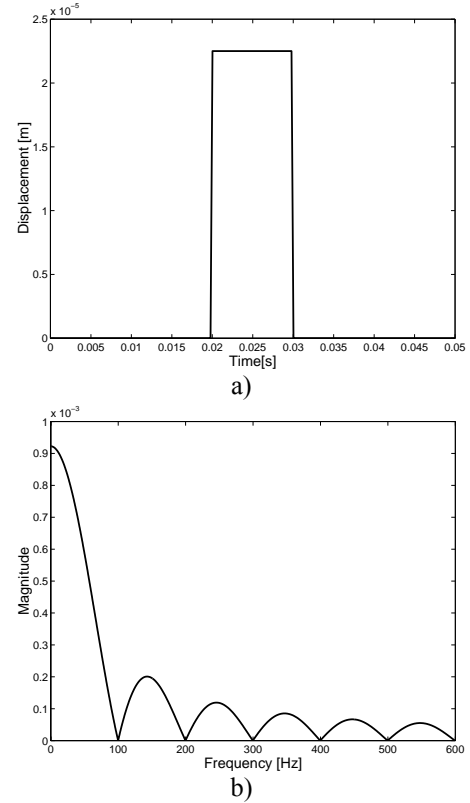 x 10⁻⁵
2.5
2
1.5
1
0.5
0
Displacement [m]
0 0.005 0.01 0.015 0.02 0.025 0.03 0.035 0.04 0.045 0.05
Time[s]
a)
x 10⁻³
1
0.9
0.8
0.7
0.6
0.5
0.4
0.3
0.2
0.1
0
Magnitude
0 100 200 300 400 500 600
Frequency [Hz]
b)